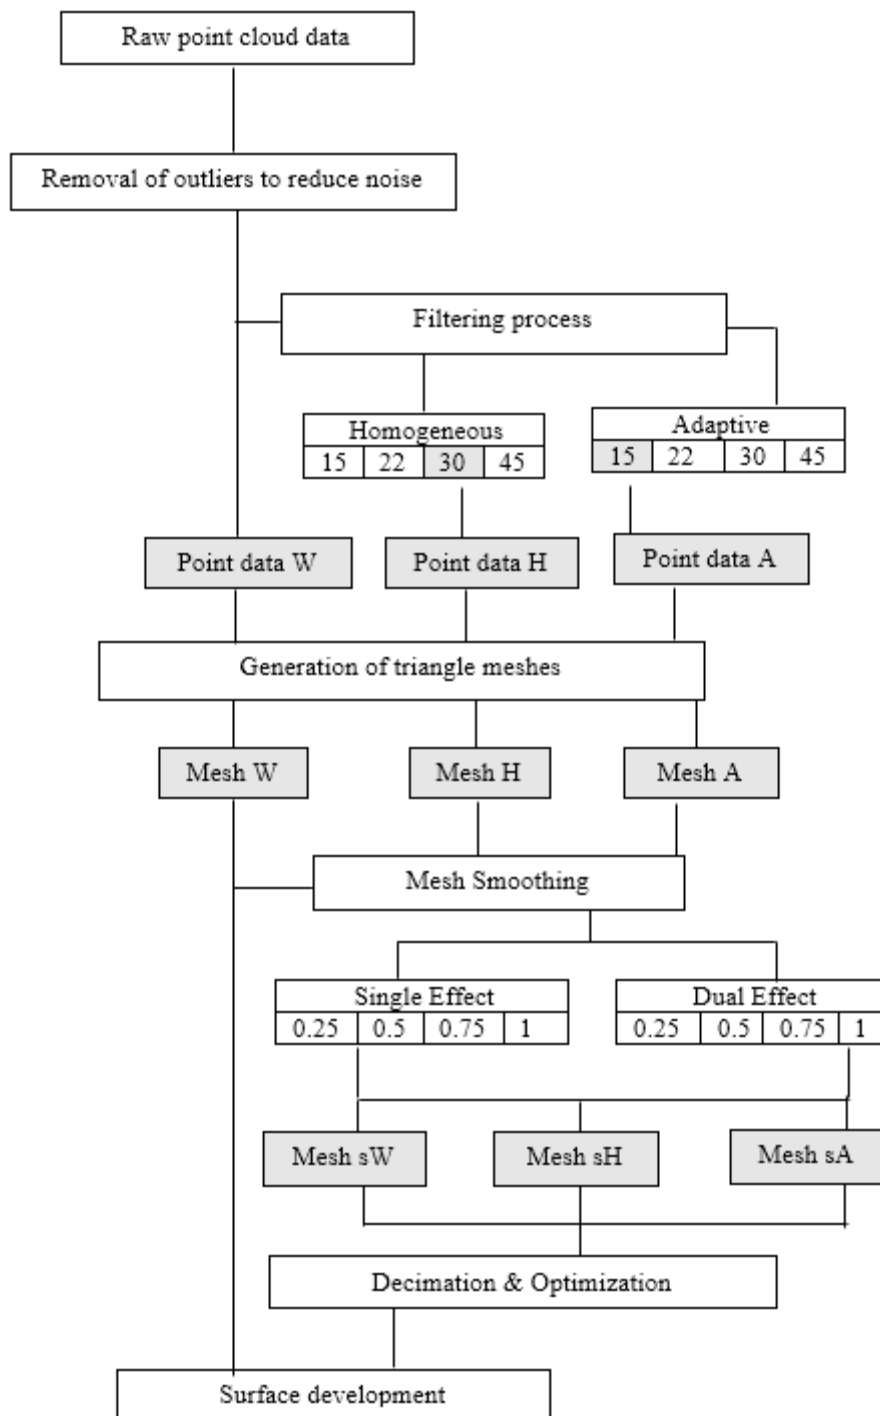 Raw point cloud data
Removal of outliers to reduce noise
Filtering process
Homogeneous
15 22 30 45
Adaptive
15 22 30 45
Point data W
Point data H
Point data A
Generation of triangle meshes
Mesh W
Mesh H
Mesh A
Mesh Smoothing
Single Effect
0.25 0.5 0.75 1
Dual Effect
0.25 0.5 0.75 1
Mesh sW
Mesh sH
Mesh sA
Decimation & Optimization
Surface development